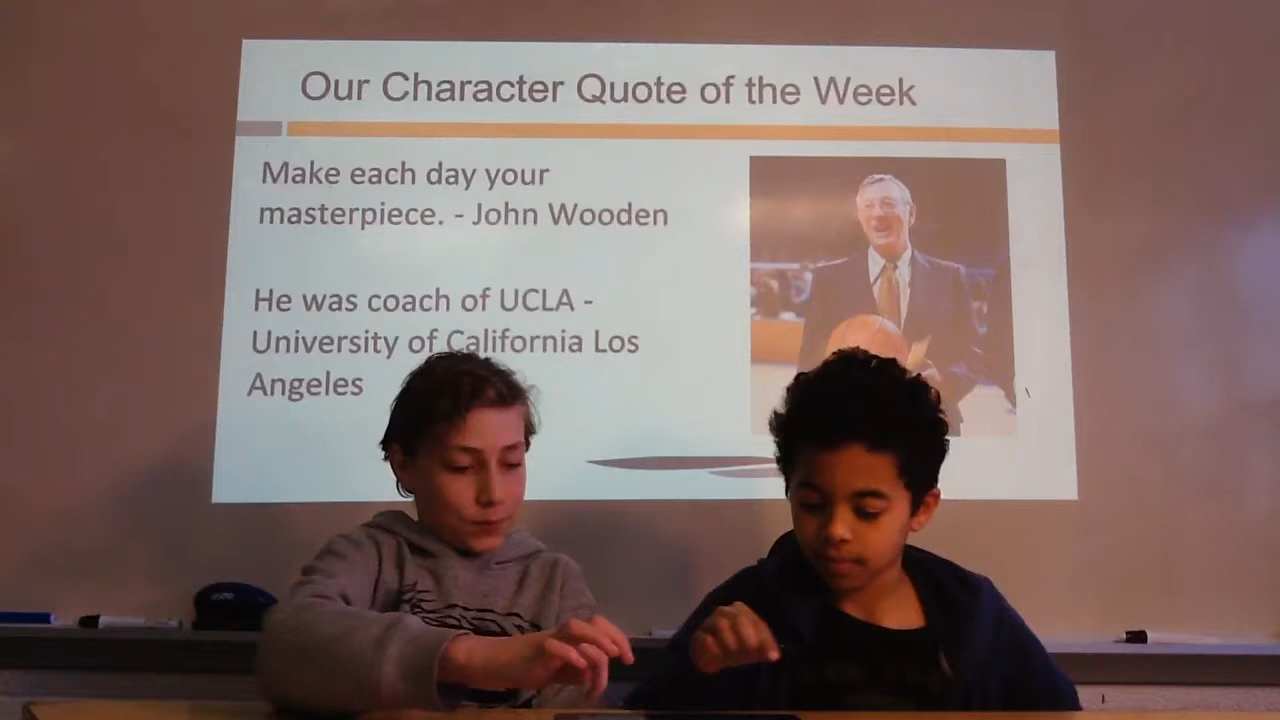 Our Character Quote of the Week
Make each day your
masterpiece. - John Wooden
He was coach of UCLA -
University of California Los
Angeles